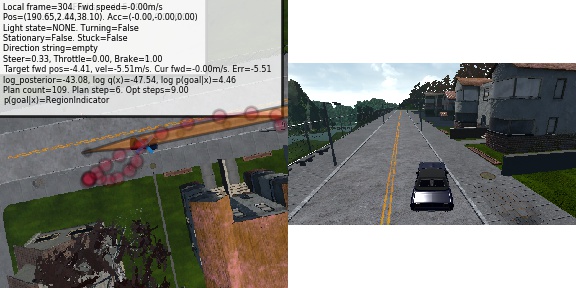 Local frame=304. Fwd speed=-0.00m/s
Pos=(190.65,2.44,38.10). Acc=(-0.00,-0.00,0.00)
Light state=NONE. Turning=False
Stationary=False. Stuck=False
Direction string=empty
Steer=0.33, Throttle=0.00, Brake=1.00
Target fwd pos=-4.41, vel=-5.51m/s. Cur fwd=-0.00m/s. Err=-5.51
log_posterior=-43.08, log q(x)=-47.54, log p(goal|x)=4.46
Plan count=109. Plan step=6. Opt steps=9.00
p(goal|x)=RegionIndicator